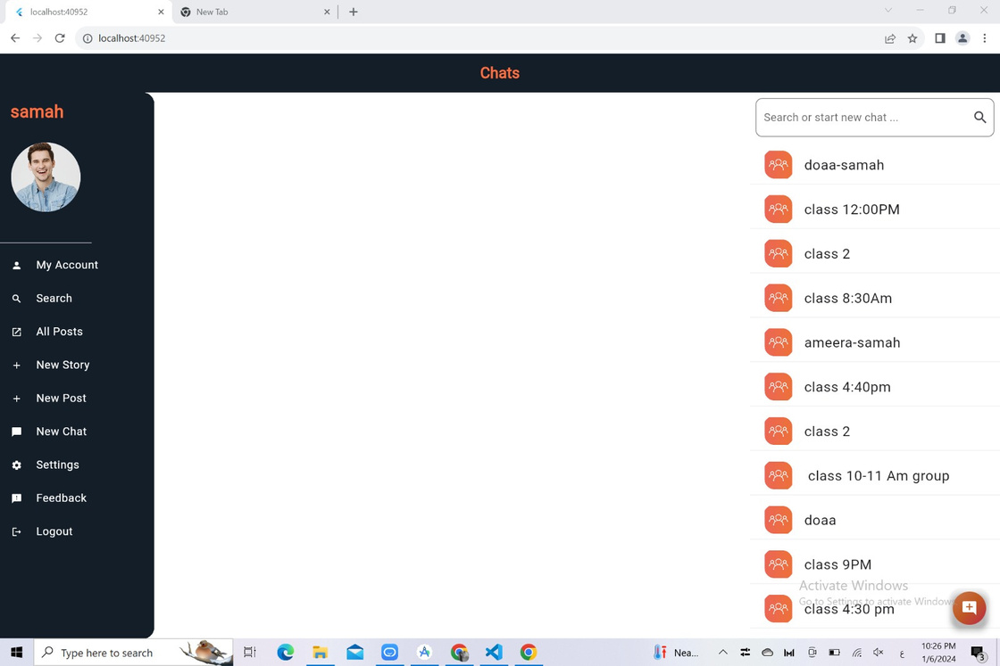 localhost:40952
New Tab
localhost:40952
Chats
samah
My Account
Search
All Posts
New Story
New Post
New Chat
Settings
Feedback
Logout
Search or start new chat ...
doaa-samah
class 12:00PM
class 2
class 8:30Am
ameera-samah
class 4:40pm
class 2
class 10-11 Am group
doaa
class 9PM
Activate Windows
Go to Settings to activate Windows
class 4:30 pm
Type here to search
Nea...
ع
10:26 PM
1/6/2024
3